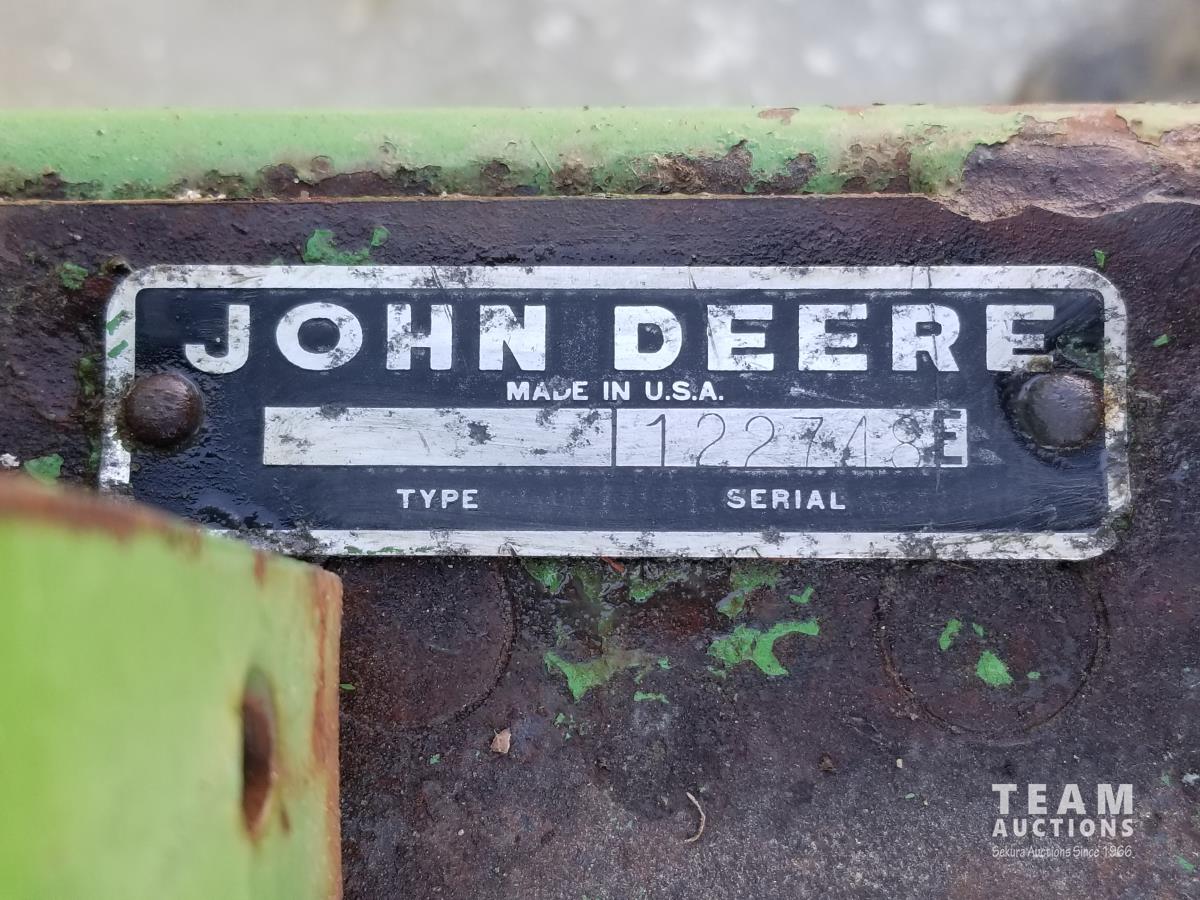 JOHN DEERE
MADE IN U.S.A.
122748E
TYPE SERIAL
TEAM
AUCTIONS
Sekura Auctions Since 1966